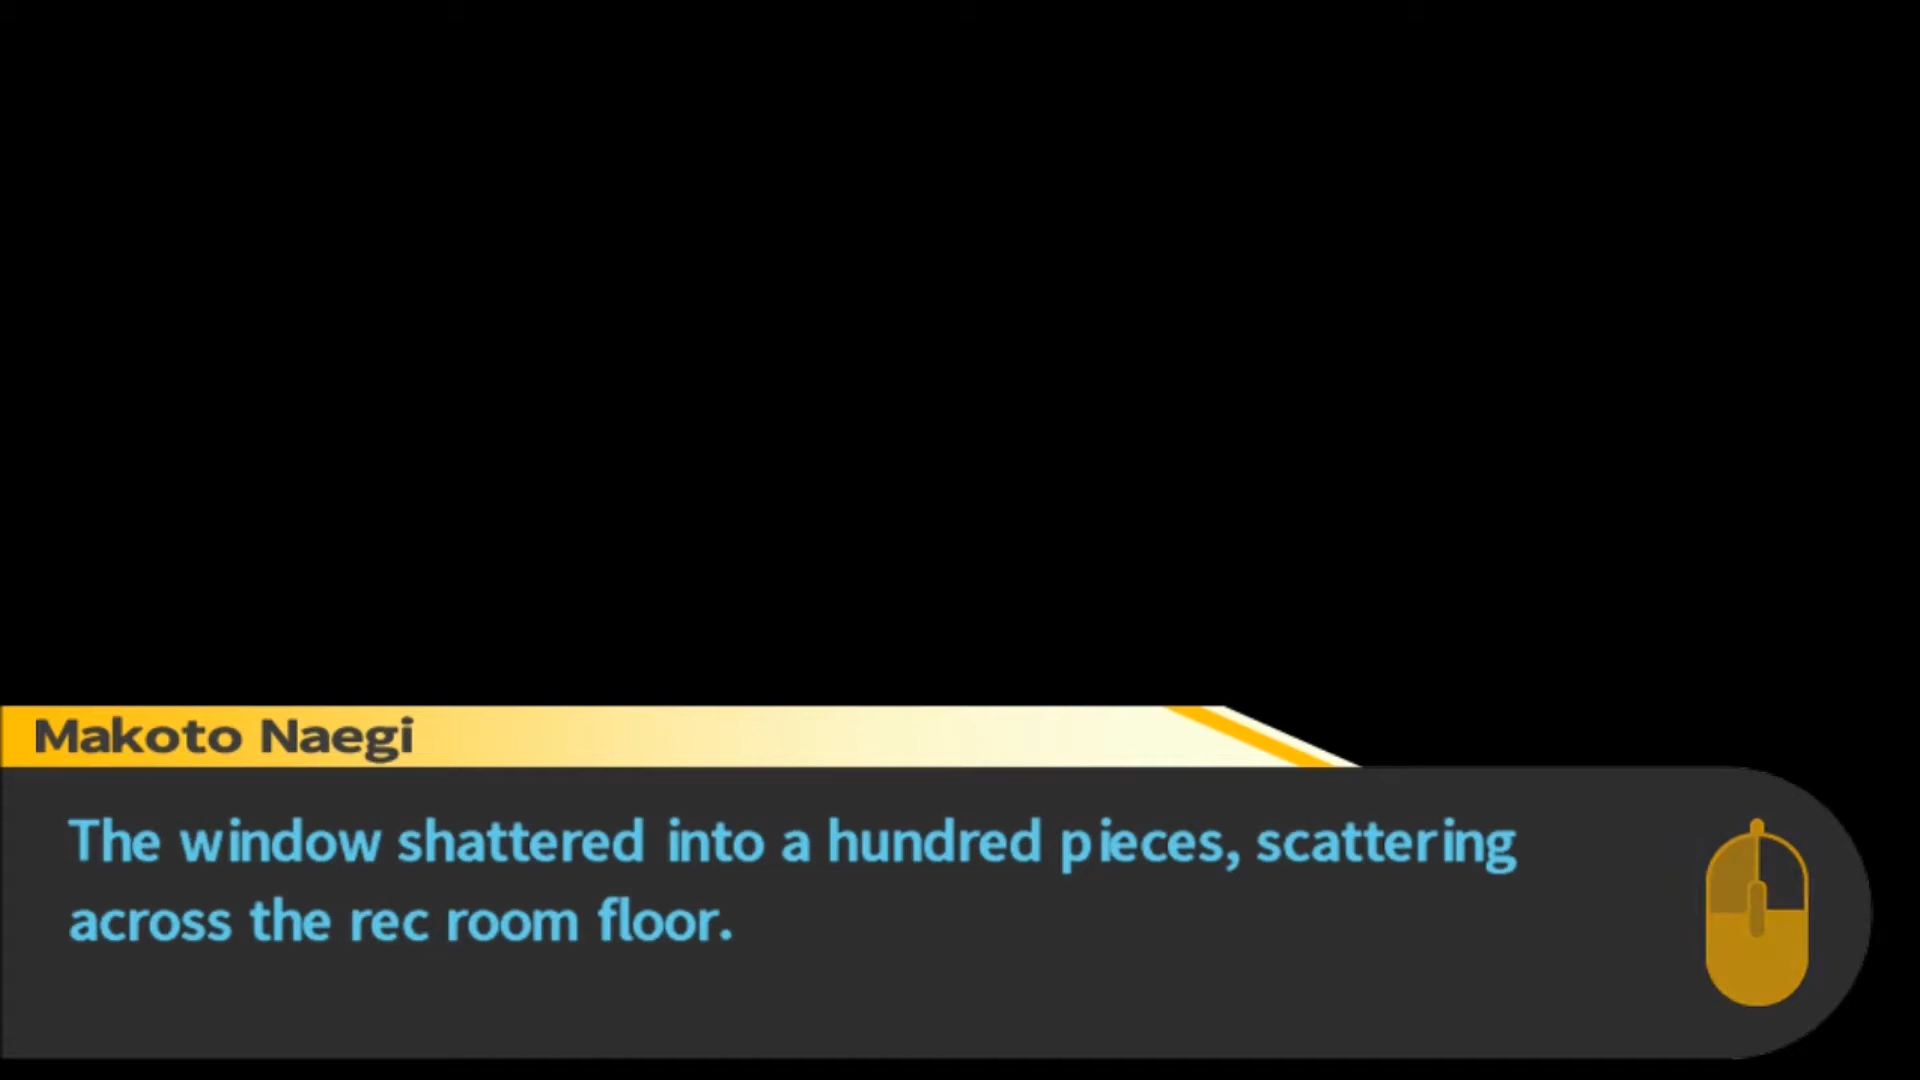 Makoto Naegi
The window shattered into a hundred pieces, scattering
across the rec room floor.